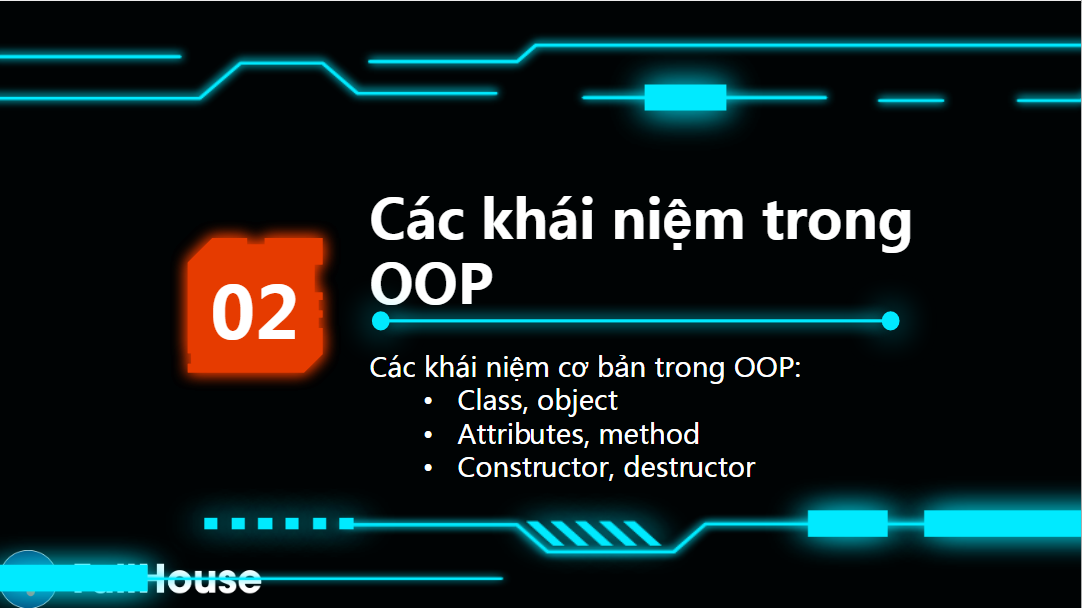 Các khái niệm trong
OOP
02
Các khái niệm cơ bản trong OOP:
• Class, object
• Attributes, method
• Constructor, destructor